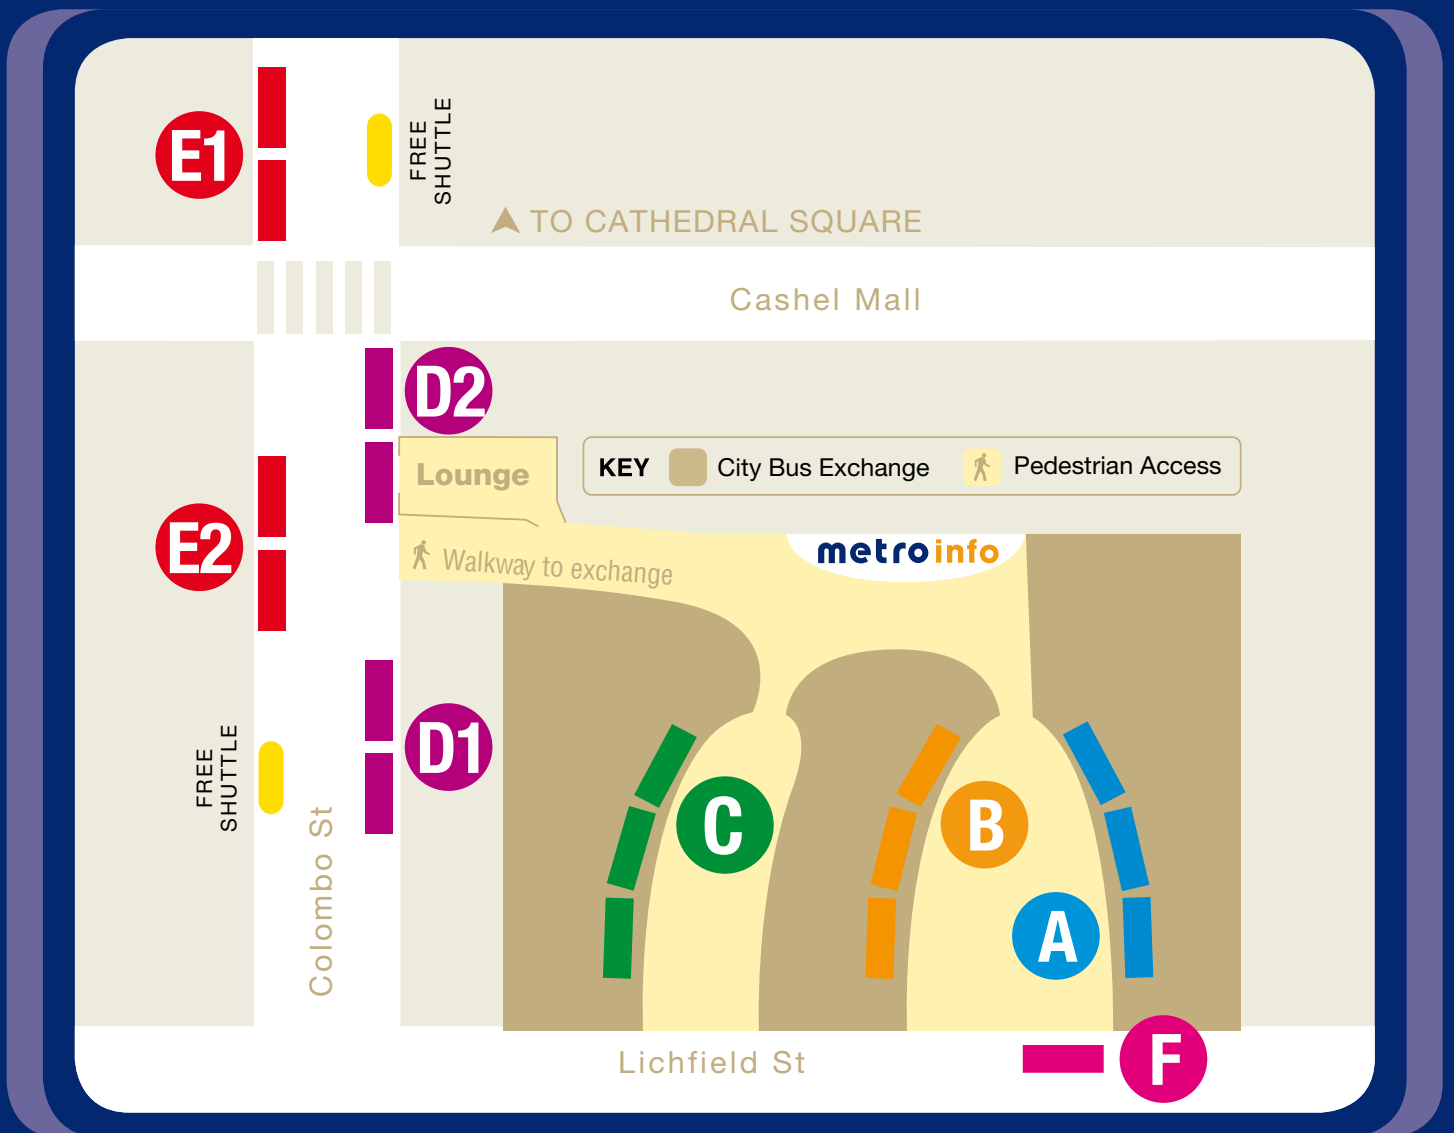 E1
FREE
SHUTTLE
TO CATHEDRAL SQUARE
Cashel Mall
D2
Lounge
KEY
City Bus Exchange
Pedestrian Access
E2
Walkway to exchange
metroinfo
D1
FREE
SHUTTLE
Colombo St
C
B
A
Lichfield St
F